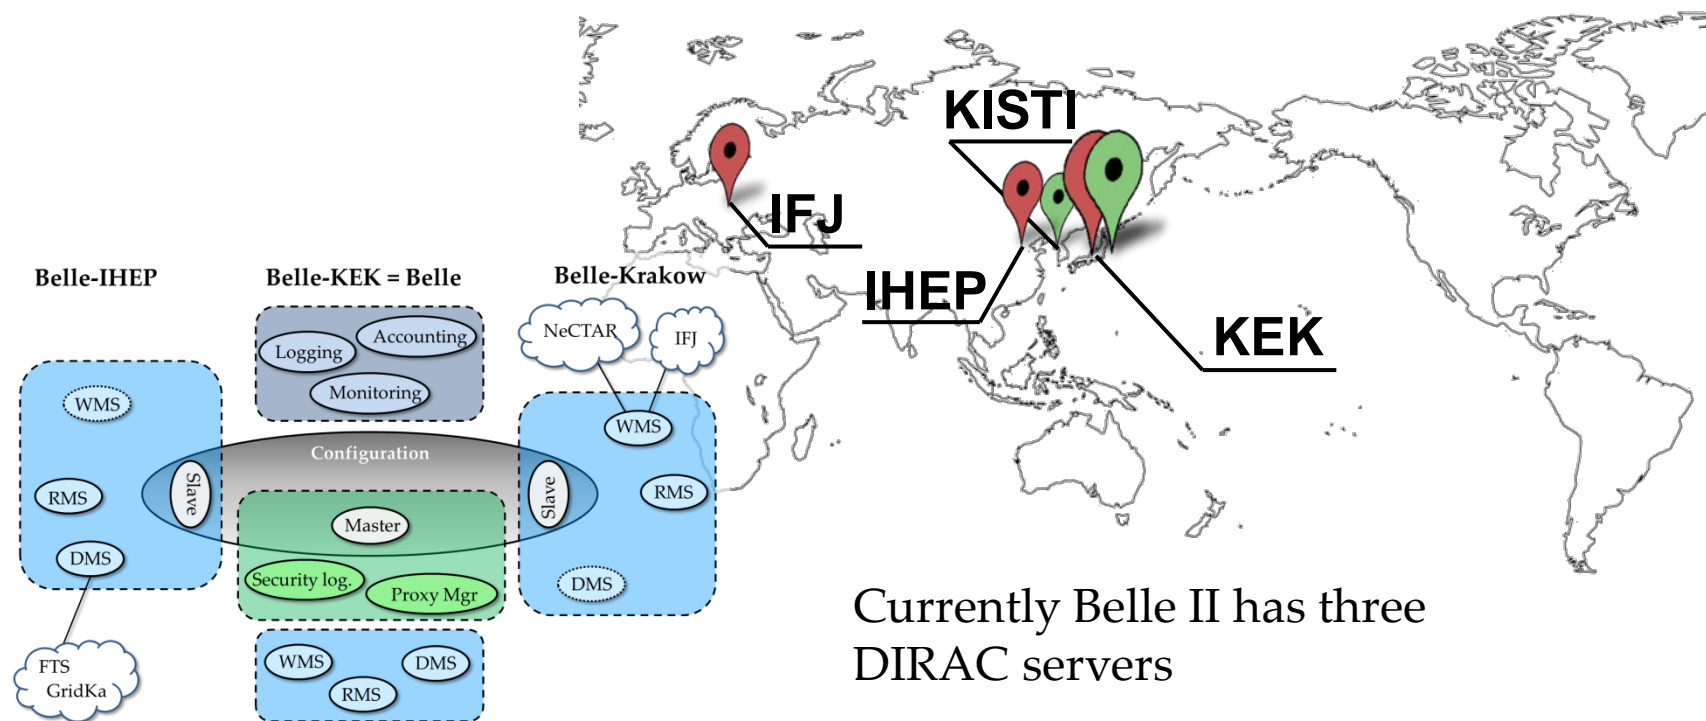 KISTI
IFJ
IHEP
KEK
Belle-IHEP
Belle-KEK = Belle
Belle-Krakow
Logging
Accounting
Monitoring
NeCTAR
IFJ
WMS
RMS
DMS
Slave
Configuration
Master
Security log.
Proxy Mgr
Slave
WMS
RMS
DMS
FTS
GridKa
WMS
DMS
RMS
Currently Belle II has three
DIRAC servers